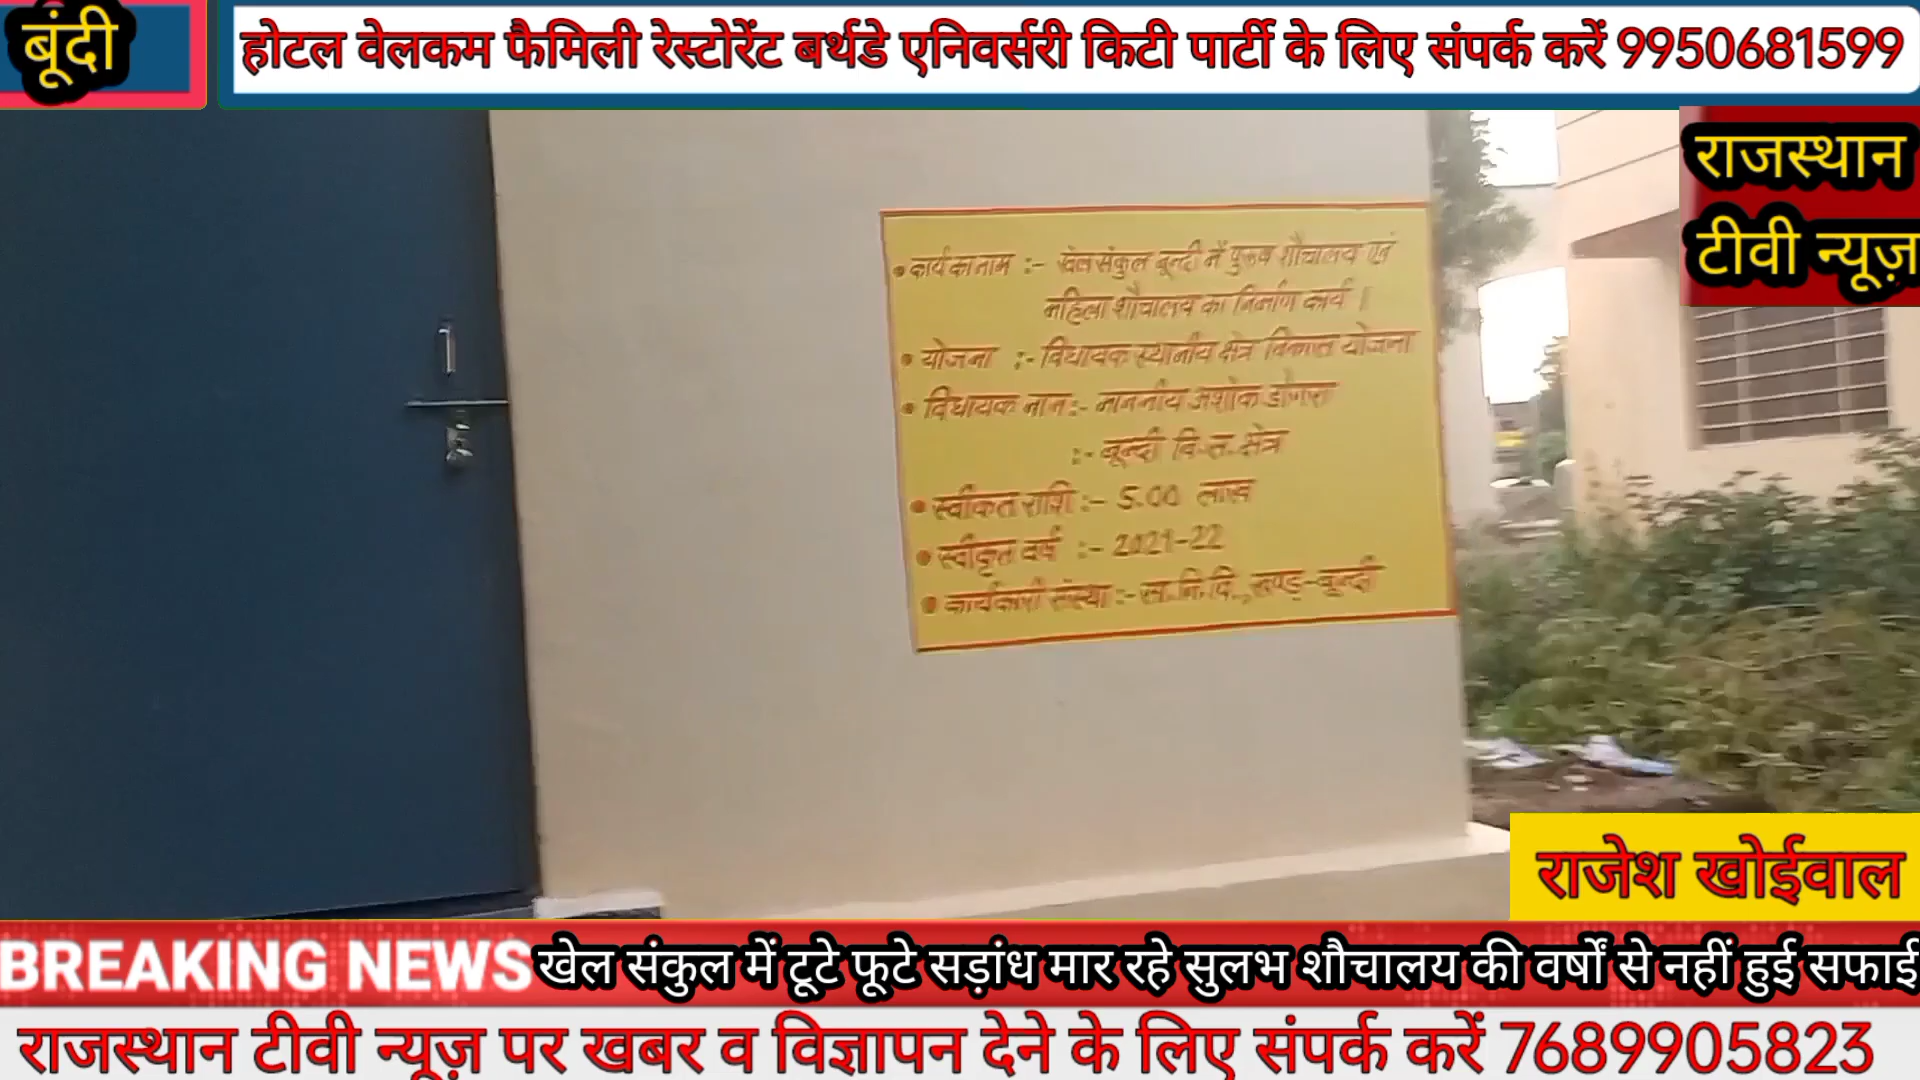 बूंदी
होटल वेलकम फैमिली रेस्टोरेंट बर्थडे एनिवर्सरी किटी पार्टी के लिए संपर्क करें 9950681599
राजस्थान
टीवी न्यूज़
• कार्य का नाम :- खेल संकुल बून्दी में पुरुष शौचालय एवं
महिला शौचालय का निर्माण कार्य ।
• योजना :- विधायक स्थानीय क्षेत्र विकास योजना
• विधायक नाम :- माननीय अशोक डोगरा
:- बून्दी वि.स. क्षेत्र
• स्वीकत राशि :- 5.00 लाख
• स्वीकृत वर्ष :- 2021-22
• कार्यकारी संस्था :- सा.नि.वि., खण्ड-बून्दी
राजेश खोईवाल
BREAKING NEWS खेल संकुल में टूटे फूटे सड़ांध मार रहे सुलभ शौचालय की वर्षों से नहीं हुई सफाई
राजस्थान टीवी न्यूज़ पर खबर व विज्ञापन देने के लिए संपर्क करें 7689905823